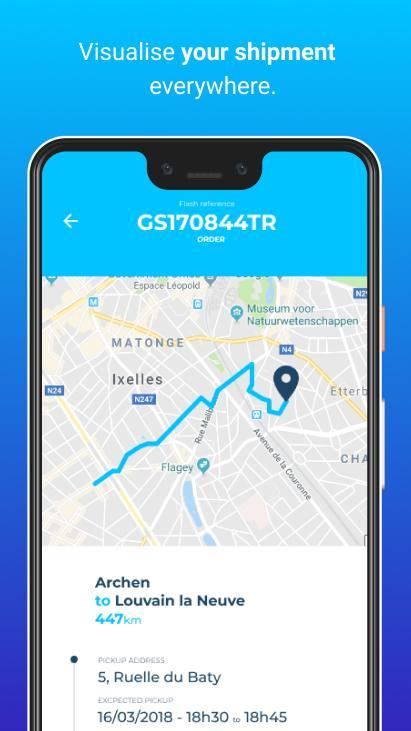 Visualise your shipment
everywhere.
Flash reference
GS170844TR
ORDER
Espace Léopold
Museum voor
Natuurwetenschappen
MATONGE
N4
Ixelles
N24
N247
Etterb
Rue Malib
CHA
Flagey
Avenue de la Couronne
Archen
to Louvain la Neuve
447km
PICKUP ADDRESS
5, Ruelle du Baty
EXCPECTED PICKUP
16/03/2018 - 18h30 to 18h45